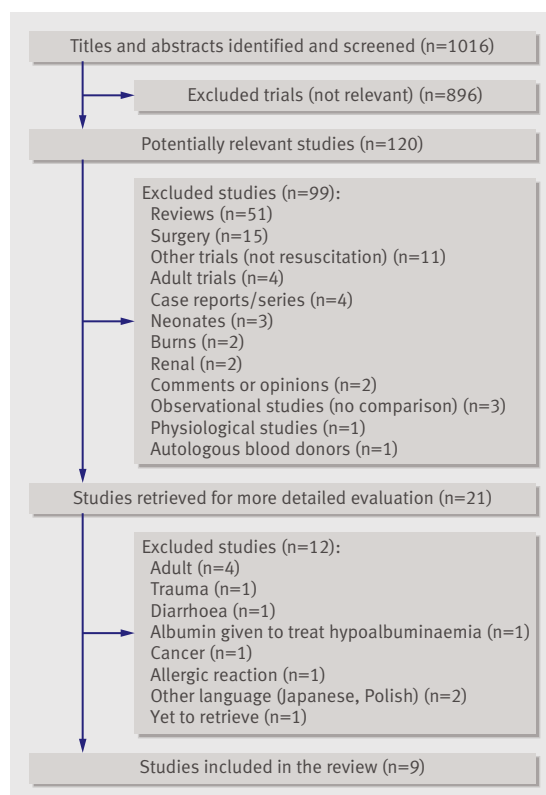 Titles and abstracts identified and screened (n=1016)
Excluded trials (not relevant) (n=896)
Potentially relevant studies (n=120)
Excluded studies (n=99):
Reviews (n=51)
Surgery (n=15)
Other trials (not resuscitation) (n=11)
Adult trials (n=4)
Case reports/series (n=4)
Neonates (n=3)
Burns (n=2)
Renal (n=2)
Comments or opinions (n=2)
Observational studies (no comparison) (n=3)
Physiological studies (n=1)
Autologous blood donors (n=1)
Studies retrieved for more detailed evaluation (n=21)
Excluded studies (n=12):
Adult (n=4)
Trauma (n=1)
Diarrhoea (n=1)
Albumin given to treat hypoalbuminaemia (n=1)
Cancer (n=1)
Allergic reaction (n=1)
Other language (Japanese, Polish) (n=2)
Yet to retrieve (n=1)
Studies included in the review (n=9)